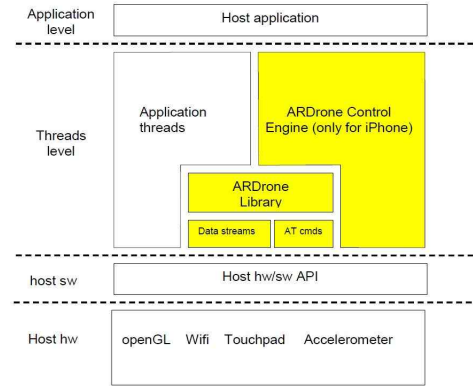 Application
level
Host application
Threads
level
Application
threads
ARDrone Control
Engine (only for iPhone)
ARDrone
Library
Data streams
AT cmds
host sw
Host hw/sw API
Host hw
openGL Wifi Touchpad Accelerometer